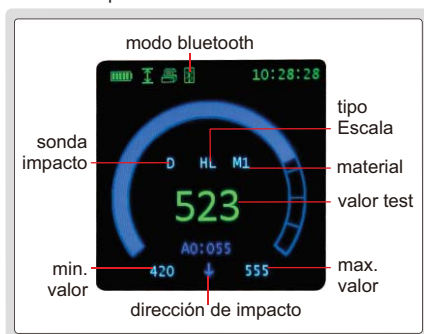 modo bluetooth
10:28:28
tipo
Escala
sonda
impacto
D HL M1
material
523
valor test
A0:055
min.
valor
420
555
max.
valor
dirección de impacto